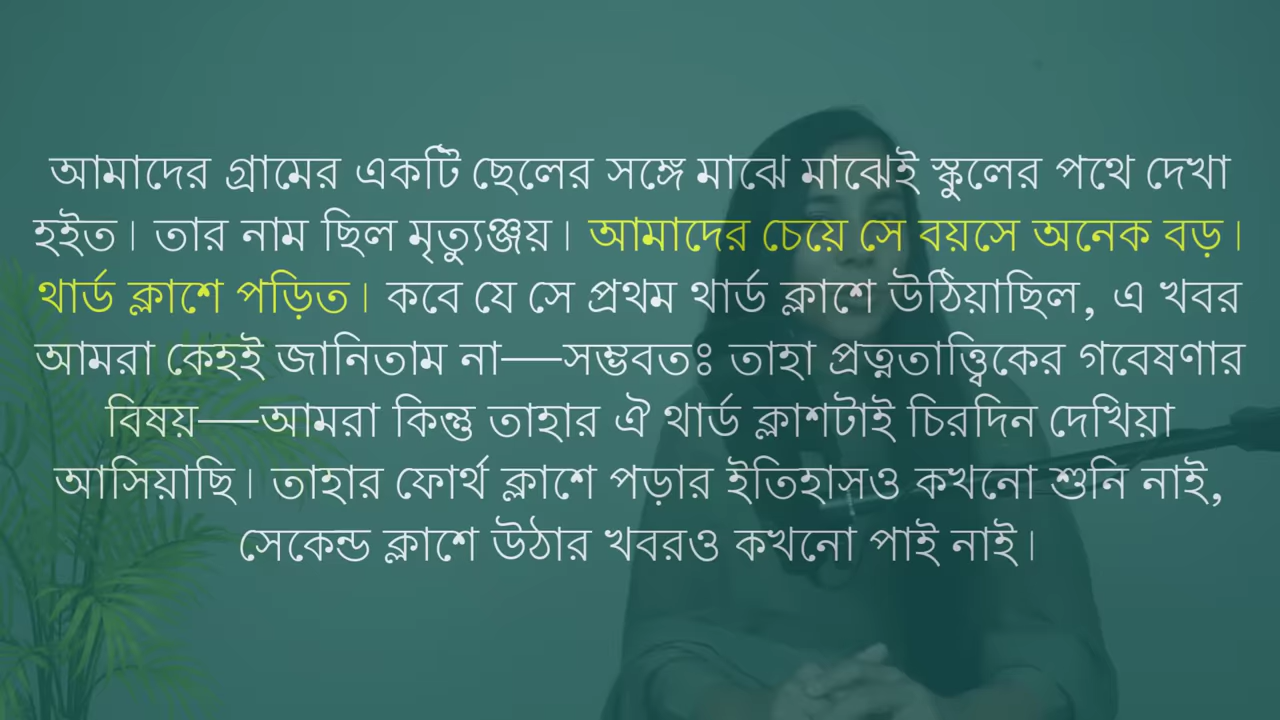 আমাদের গ্রামের একটি ছেলের সঙ্গে মাঝে মাঝেই স্কুলের পথে দেখা
হইত। তার নাম ছিল মৃত্যুঞ্জয়। আমাদের চেয়ে সে বয়সে অনেক বড়।
থার্ড ক্লাশে পড়িত। কবে যে সে প্রথম থার্ড ক্লাশে উঠিয়াছিল, এ খবর
আমরা কেহই জানিতাম না—সম্ভবতঃ তাহা প্রত্নতাত্ত্বিকের গবেষণার
বিষয়—আমরা কিন্তু তাহার ঐ থার্ড ক্লাশটাই চিরদিন দেখিয়া
আসিয়াছি। তাহার ফোর্থ ক্লাশে পড়ার ইতিহাসও কখনো শুনি নাই,
সেকেন্ড ক্লাশে উঠার খবরও কখনো পাই নাই।